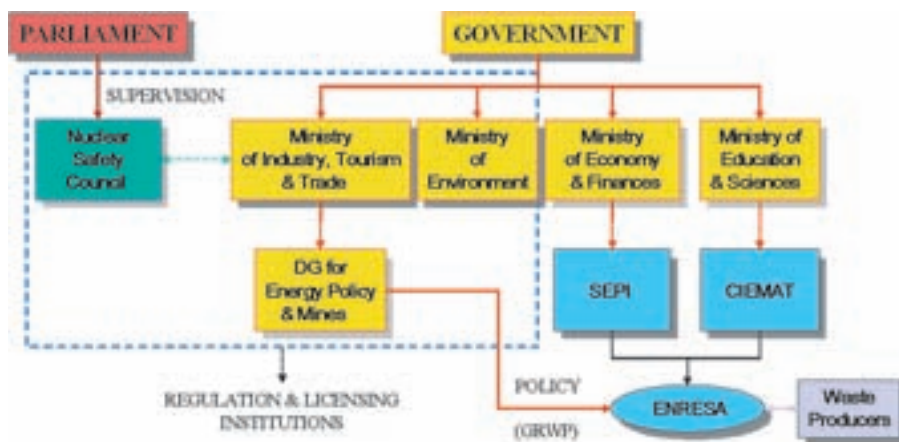 PARLIAMENT
GOVERNMENT
SUPERVISION
Nuclear
Safety
Council
Ministry
of Industry, Tourism
& Trade
Ministry
of
Environment
Ministry
of Economy
& Finances
Ministry of
Education
& Sciences
DG for
Energy Policy
& Mines
SEPI
CIEMAT
REGULATION & LICENSING
INSTITUTIONS
POLICY
(GRWP)
ENRESA
Waste
Producers